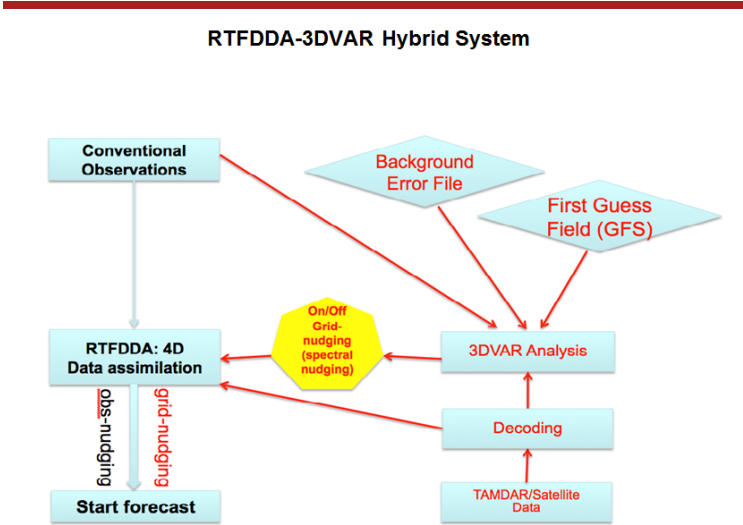 RTFDDA-3DVAR Hybrid System
Conventional
Observations
Background
Error File
First Guess
Field (GFS)
On/Off
Grid-
nudging
(spectral
nudging)
RTFDDA: 4D
Data assimilation
3DVAR Analysis
obs-nudging
grid-nudging
Decoding
Start forecast
TAMDAR/Satellite
Data